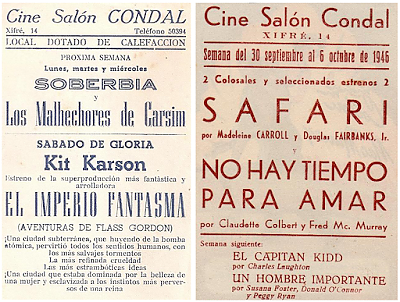 Cine Salón CONDAL
Xifré, 14 Teléfono 50394
LOCAL DOTADO DE CALEFACCION
PROXIMA SEMANA
Lunes, martes y miércoles
SOBERBIA
y
Los Malhechores de Carsim
SABADO DE GLORIA
Kit Karson
Estreno de la superproducción más fantástica y
arrolladora
EL IMPERIO FANTASMA
(AVENTURAS DE FLASS GORDON)
¡Una ciudad subterránea, que huyendo de la bomba
atómica, pervirtió todos los sentidos humanos, con
los más salvajes tormentos
La más refinada crueldad
Las más estrambóticas ideas
¡Una ciudad que estaba dominada por la belleza de
una mujer y esclavizada a los instintos más perver-
sos de una reina
Cine Salón Condal
XIFRÉ, 14
Semana del 30 septiembre al 6 octubre de 1946
2 Colosales y seleccionados estrenos 2
SAFARI
por Madeleine CARROLL y Douglas FAIRBANKS, Jr.
y
NO HAY TIEMPO
PARA AMAR
por Claudette Colbert y Fred Mc. Murray
Semana siguiente:
EL CAPITAN KIDD
por Charles Laughton
UN HOMBRE IMPORTANTE
por Susana Foster, Donald O'Connor
y Peggy Ryan